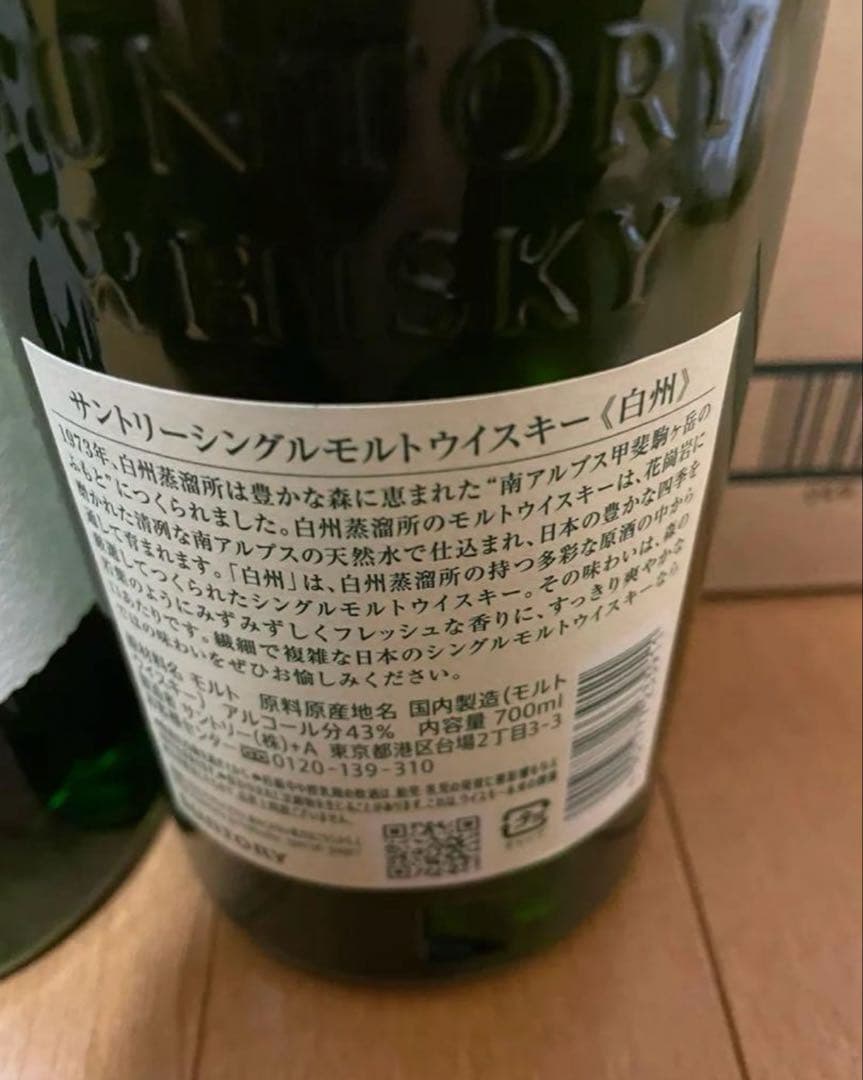 SUNTORY
WHISKY
サントリーシングルモルトウイスキー《白州》
1973年、白州蒸溜所は豊かな森に恵まれた“南アルプス甲斐駒ヶ岳の
ふもと”につくられました。白州蒸溜所のモルトウイスキーは、花崗岩に
磨かれた清冽な南アルプスの天然水で仕込まれ、日本の豊かな四季を
通して育まれます。「白州」は、白州蒸溜所の持つ多彩な原酒の中から
厳選してつくられたシングルモルトウイスキー。その味わいは、森の
若葉のようにみずみずしくフレッシュな香りに、すっきり爽やかな
口あたりです。繊細で複雑な日本のシングルモルトウイスキーなら
ではの味わいをぜひお愉しみください。
原材料名 モルト 原料原産地名 国内製造(モルト
ウイスキー) アルコール分43% 内容量 700ml
サントリー(株)+A 東京都港区台場2丁目3-3
センター 0120-139-310
SUNTORY